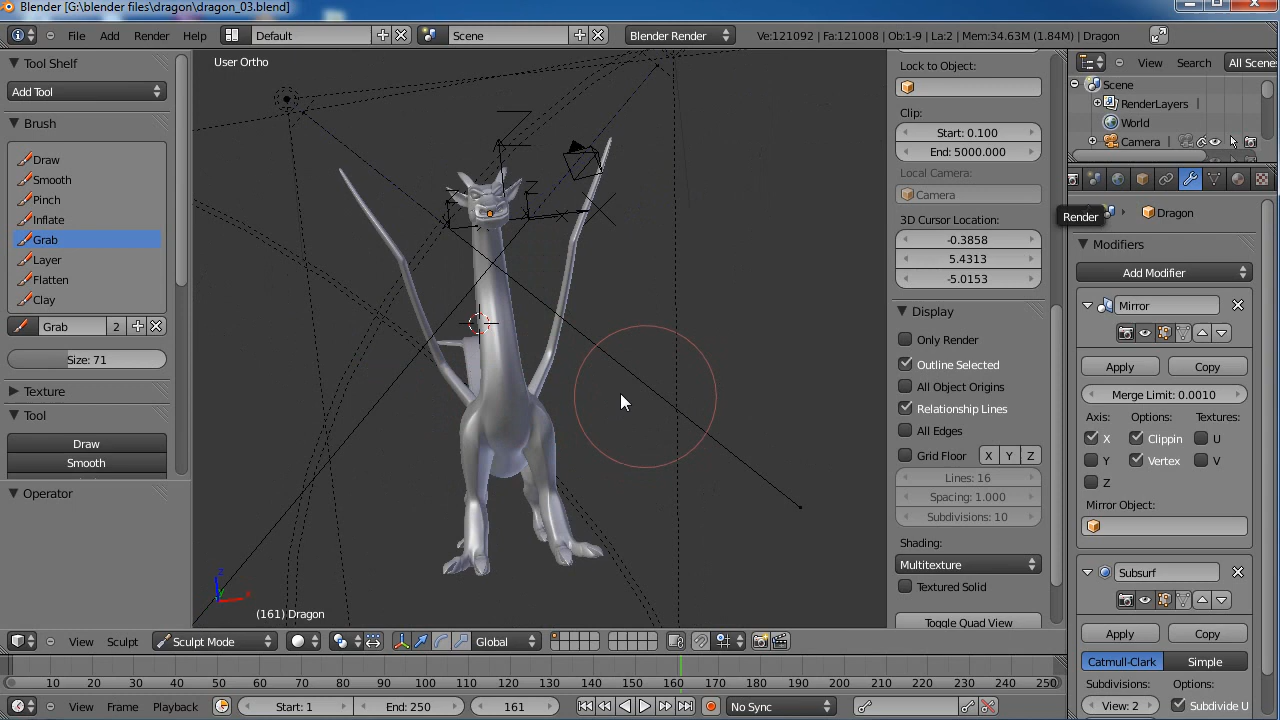 Blender [G:\blender files\dragon\dragon_03.blend]
File Add Render Help Default Scene Blender Render Ve:121092 | Fa:121008 | Ob:1-9 | La:2 | Mem:34.63M (1.84M) | Dragon
Tool Shelf
Add Tool
Brush
Draw
Smooth
Pinch
Inflate
Grab
Layer
Flatten
Clay
Grab 2
Size: 71
Texture
Tool
Draw
Smooth
Operator
User Ortho
(161) Dragon
Lock to Object:
Clip:
Start: 0.100
End: 5000.000
Local Camera:
Camera
3D Cursor Location:
-0.3858
5.4313
-5.0153
Display
Only Render
Outline Selected
All Object Origins
Relationship Lines
All Edges
Grid Floor X Y Z
Lines: 16
Spacing: 1.000
Subdivisions: 10
Shading:
Multitexture
Textured Solid
Toggle Quad View
View Search All Scene
Scene
RenderLayers
World
Camera
Render
Dragon
Modifiers
Add Modifier
Mirror
Apply Copy
Merge Limit: 0.0010
Axis: Options: Textures:
X Clippin U
Y Vertex V
Z
Mirror Object:
Subsurf
Apply Copy
Catmull-Clark Simple
Subdivisions: Options:
View: 2 Subdivide U
View Sculpt Sculpt Mode Global
10 20 30 40 50 60 70 80 90 100 110 120 130 140 150 160 170 180 190 200 210 220 230 240 250
View Frame Playback Start: 1 End: 250 161 No Sync